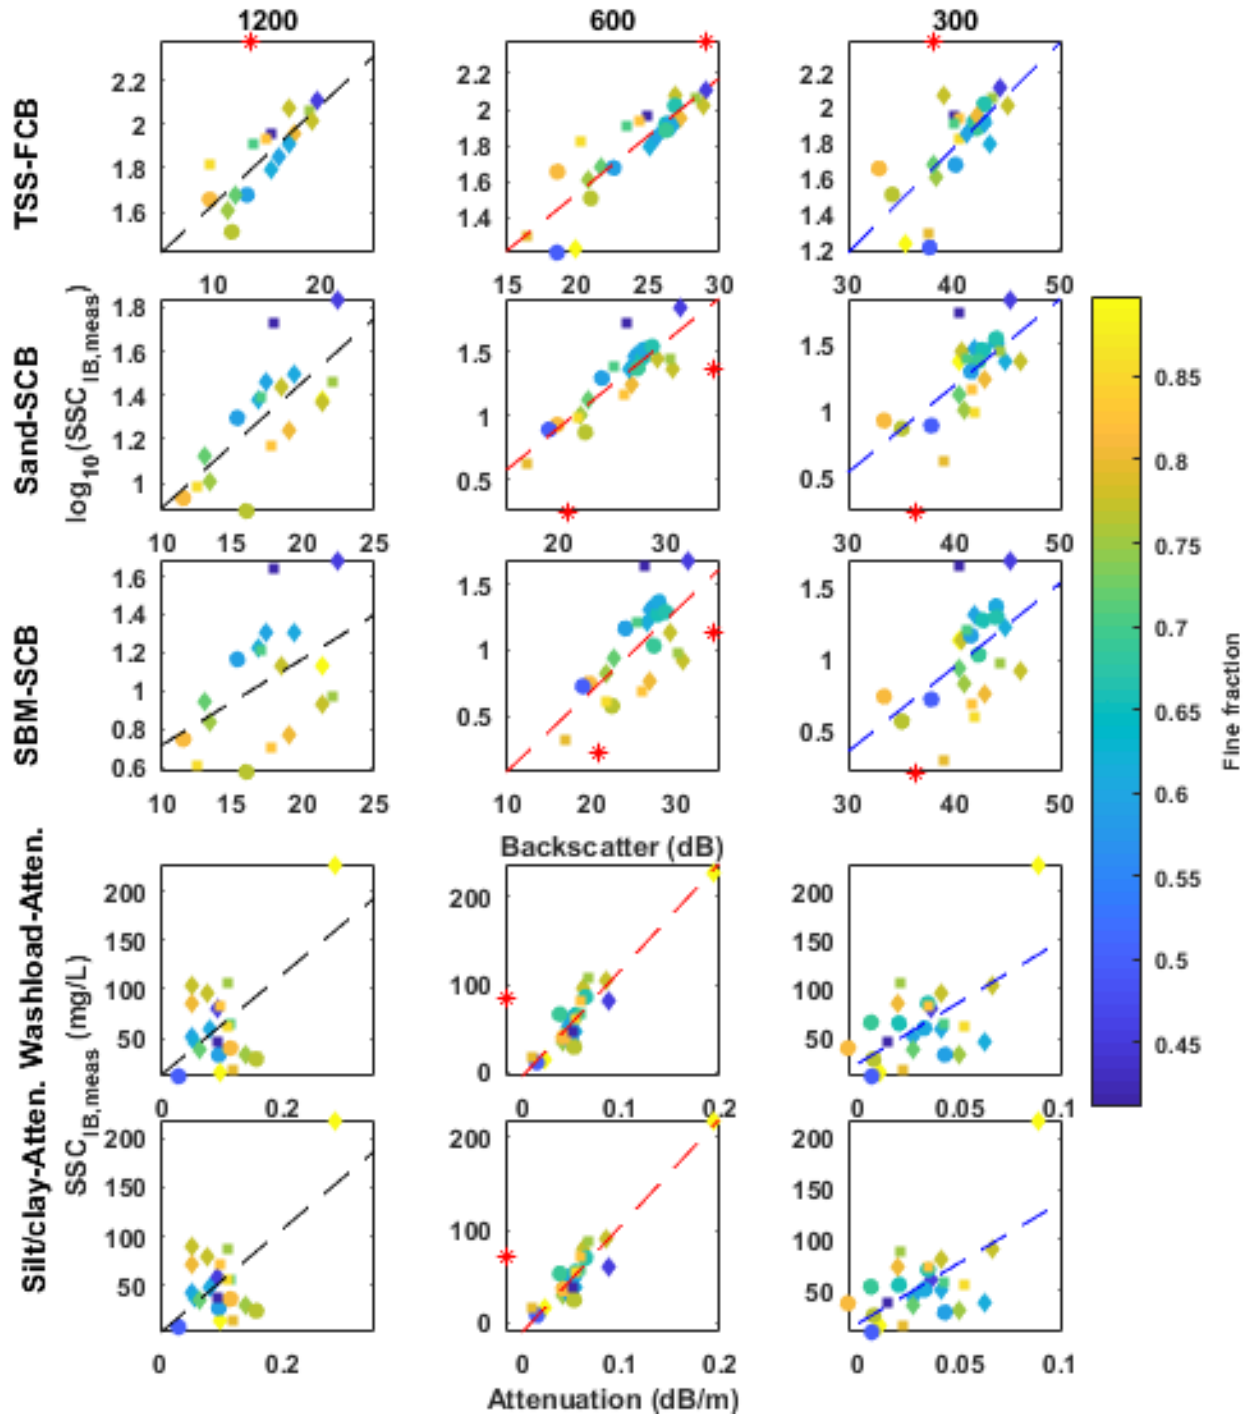 1200 600 300
TSS-FCB
2.2 2 1.8 1.6
2.2 2 1.8 1.6 1.4
2.2 2 1.8 1.6 1.4 1.2
10 20
15 20 25 30
30 40 50
Sand-SCB
log10(SSCIB,meas)
1.8 1.6 1.4 1.2 1
1.5 1 0.5
1.5 1 0.5
10 15 20 25
20 30
30 40 50
SBM-SCB
1.6 1.4 1.2 1 0.8 0.6
1.5 1 0.5
1.5 1 0.5
10 15 20 25
10 20 30
30 40 50
Backscatter (dB)
Washload-Atten.
SSCIB,meas (mg/L)
200 150 100 50
200 100 0
200 150 100 50
0 0.2
0 0.1 0.2
0 0.05 0.1
Silt/clay-Atten.
200 150 100 50
200 100 0
200 150 100 50
0 0.2
0 0.1 0.2
0 0.05 0.1
Attenuation (dB/m)
0.85
0.8
0.75
0.7
0.65
0.6
0.55
0.5
0.45
Fine fraction